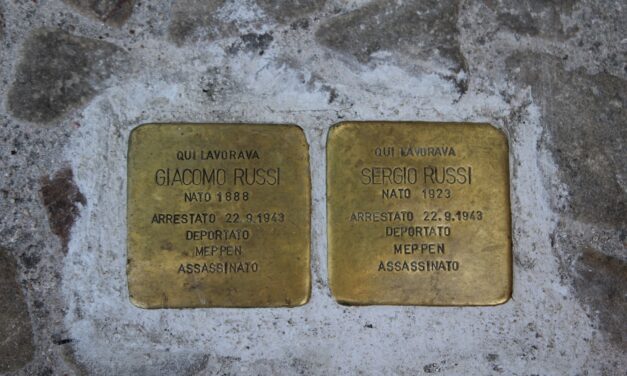 QUI LAVORAVA
GIACOMO RUSSI
NATO 1888
ARRESTATO 22.9.1943
DEPORTATO
MEPPEN
ASSASSINATO
QUI LAVORAVA
SERGIO RUSSI
NATO 1923
ARRESTATO 22.9.1943
DEPORTATO
MEPPEN
ASSASSINATO